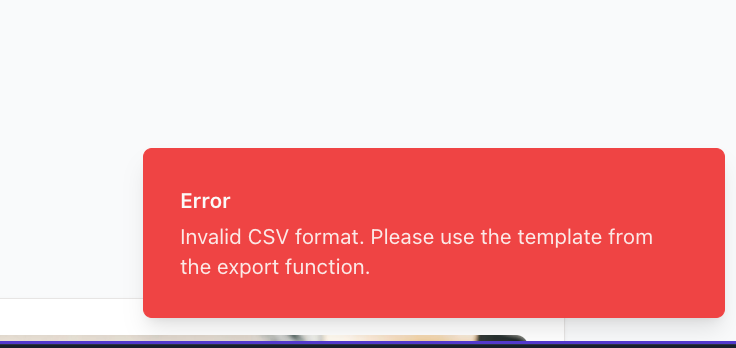 Error
Invalid CSV format. Please use the template from
the export function.